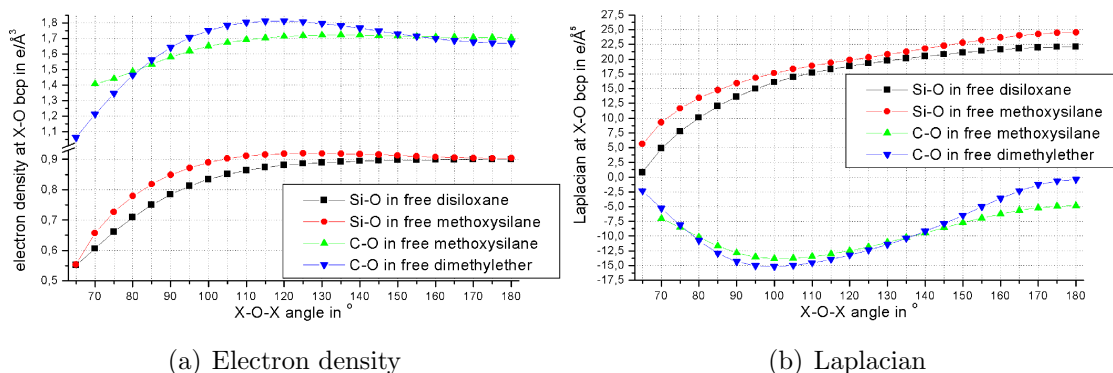 electron density at X-O bcp in e/Å³
1,8
1,7
1,6
1,5
1,4
1,3
1,2
1,1
0,9
0,8
0,7
0,6
0,5
Si-O in free disiloxane
Si-O in free methoxysilane
C-O in free methoxysilane
C-O in free dimethylether
70 80 90 100 110 120 130 140 150 160 170 180
X-O-X angle in °
(a) Electron density
Laplacian at X-O bcp in e/Å⁵
27,5
25,0
22,5
20,0
17,5
15,0
12,5
10,0
7,5
5,0
2,5
0,0
-2,5
-5,0
-7,5
-10,0
-12,5
-15,0
-17,5
Si-O in free disiloxane
Si-O in free methoxysilane
C-O in free methoxysilane
C-O in free dimethylether
70 80 90 100 110 120 130 140 150 160 170 180
X-O-X angle in °
(b) Laplacian